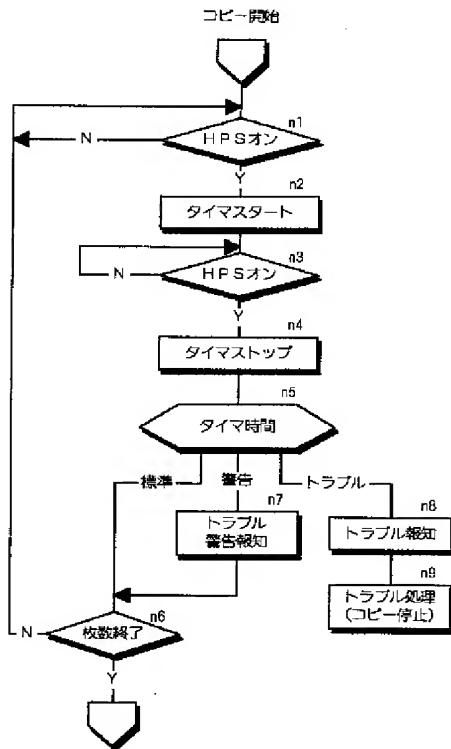 コピー開始
n1
HPSオン
N
Y
n2
タイマスタート
n3
HPSオン
N
Y
n4
タイマストップ
n5
タイマ時間
標準
警告
トラブル
n7
トラブル
警告報知
n8
トラブル報知
n9
トラブル処理
(コピー停止)
n6
枚数終了
N
Y